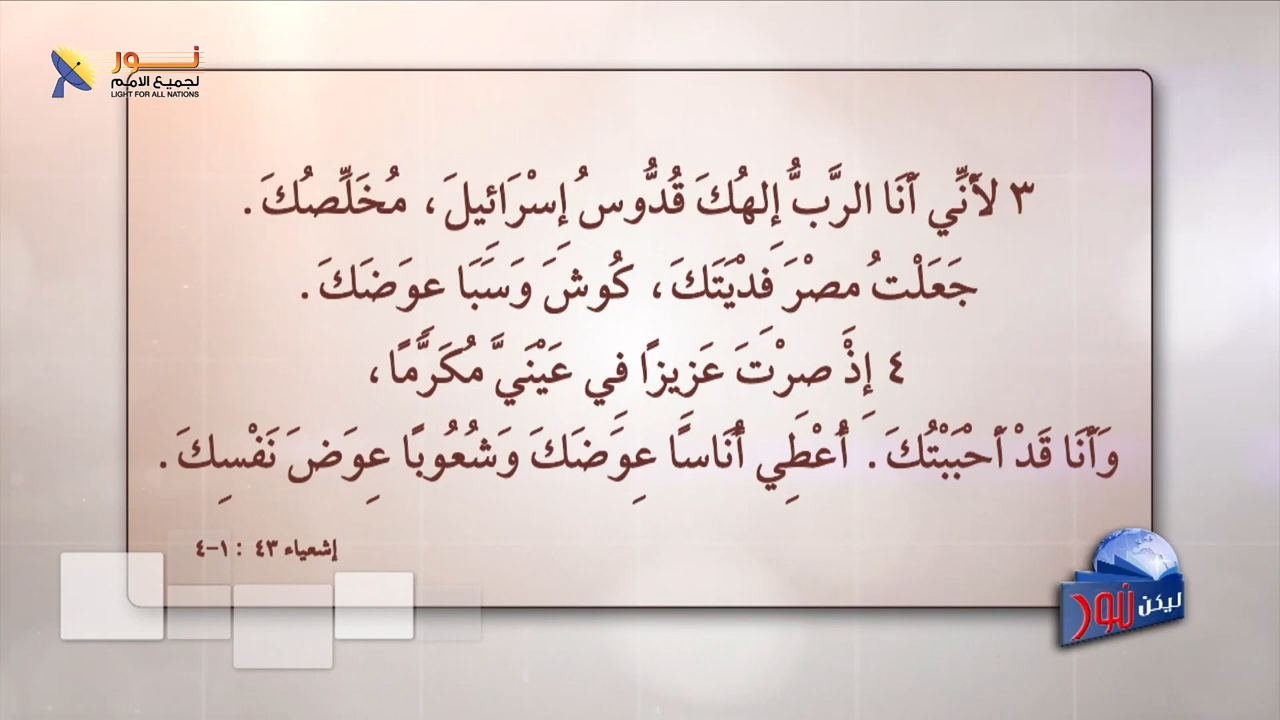 نـور
لجميع الامم
LIGHT FOR ALL NATIONS
٣ لأَنِّي أَنَا الرَّبُّ إِلهُكَ قُدُّوسُ إِسْرَائِيلَ، مُخَلِّصُكَ.
جَعَلْتُ مِصْرَ فِدْيَتَكَ، كُوشَ وَسَبَا عِوَضَكَ.
٤ إِذْ صِرْتَ عَزِيزًا فِي عَيْنَيَّ مُكَرَّمًا،
وَأَنَا قَدْ أَحْبَبْتُكَ. أُعْطِي أُنَاسًا عِوَضَكَ وَشُعُوبًا عِوَضَ نَفْسِكَ.
إشعياء ٤٣ : ١-٤
ليكن نور